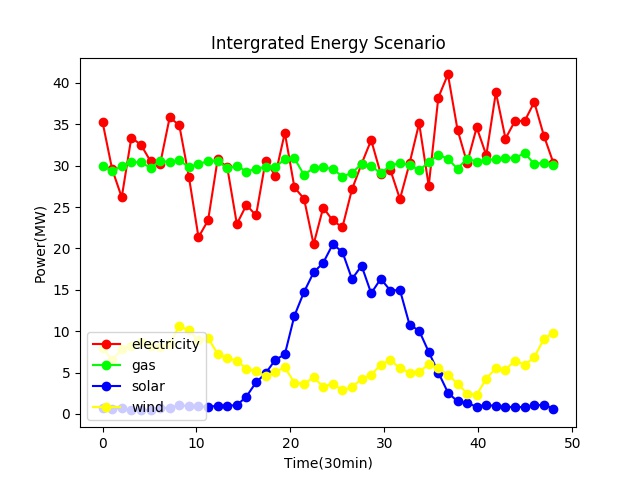 Intergrated Energy Scenario
Power(MW)
40
35
30
25
20
15
10
5
0
electricity
gas
solar
wind
0 10 20 30 40 50
Time(30min)